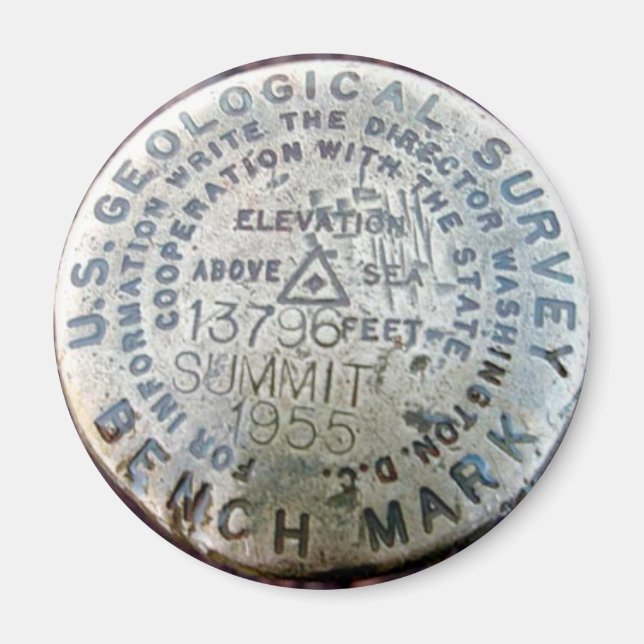 U.S. GEOLOGICAL SURVEY
FOR INFORMATION WRITE THE DIRECTOR WASHINGTON, D.C.
COOPERATION WITH THE STATE
ELEVATION
ABOVE SEA
13796 FEET
SUMMIT
1955
BENCH MARK